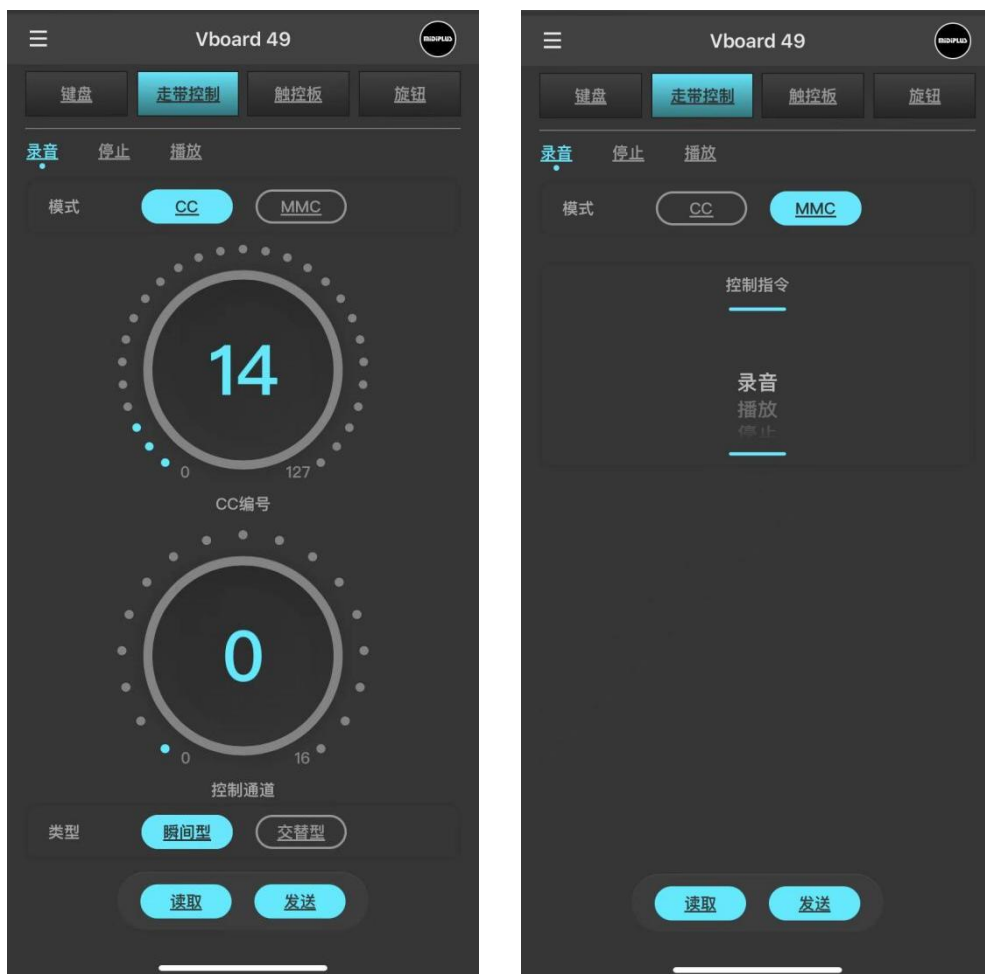 Vboard 49
MIDIPLUS
键盘 走带控制 触控板 旋钮
录音 停止 播放
模式 CC MMC
14
0 127
CC编号
0
0 16
控制通道
类型 瞬间型 交替型
读取 发送
Vboard 49
MIDIPLUS
键盘 走带控制 触控板 旋钮
录音 停止 播放
模式 CC MMC
控制指令
录音
播放
停止
读取 发送